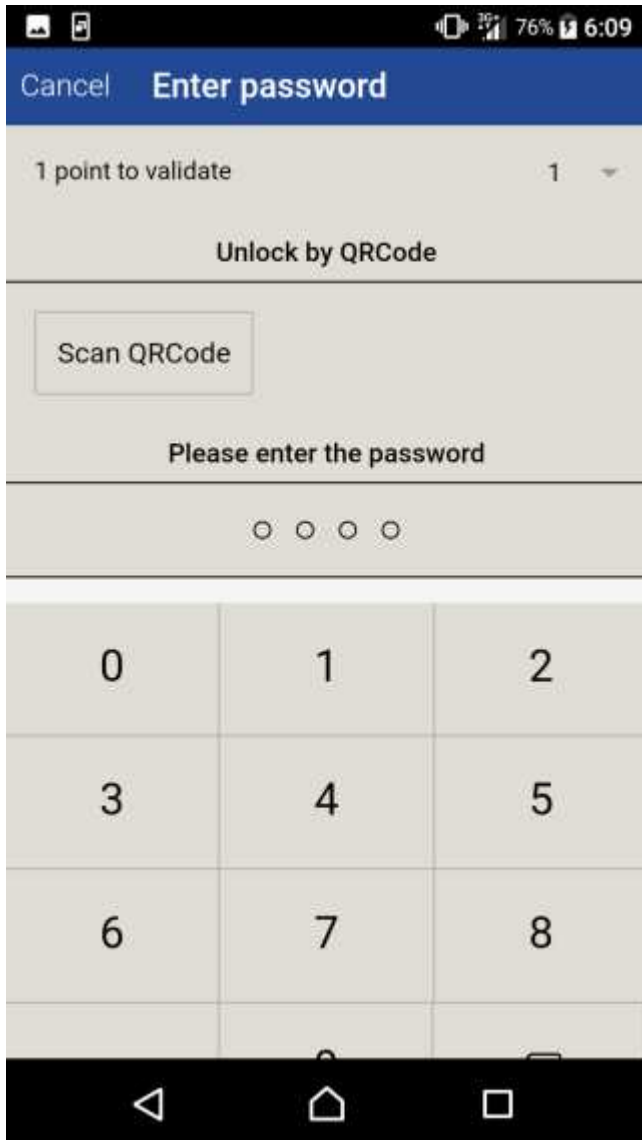 76% 6:09
Cancel Enter password
1 point to validate 1
Unlock by QRCode
Scan QRCode
Please enter the password
0 1 2
3 4 5
6 7 8